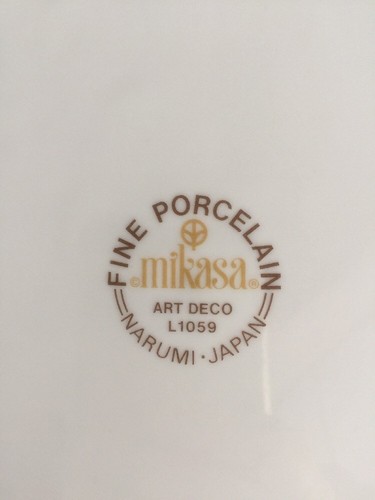 FINE PORCELAIN
©mikasa®
ART DECO
L1059
NARUMI · JAPAN